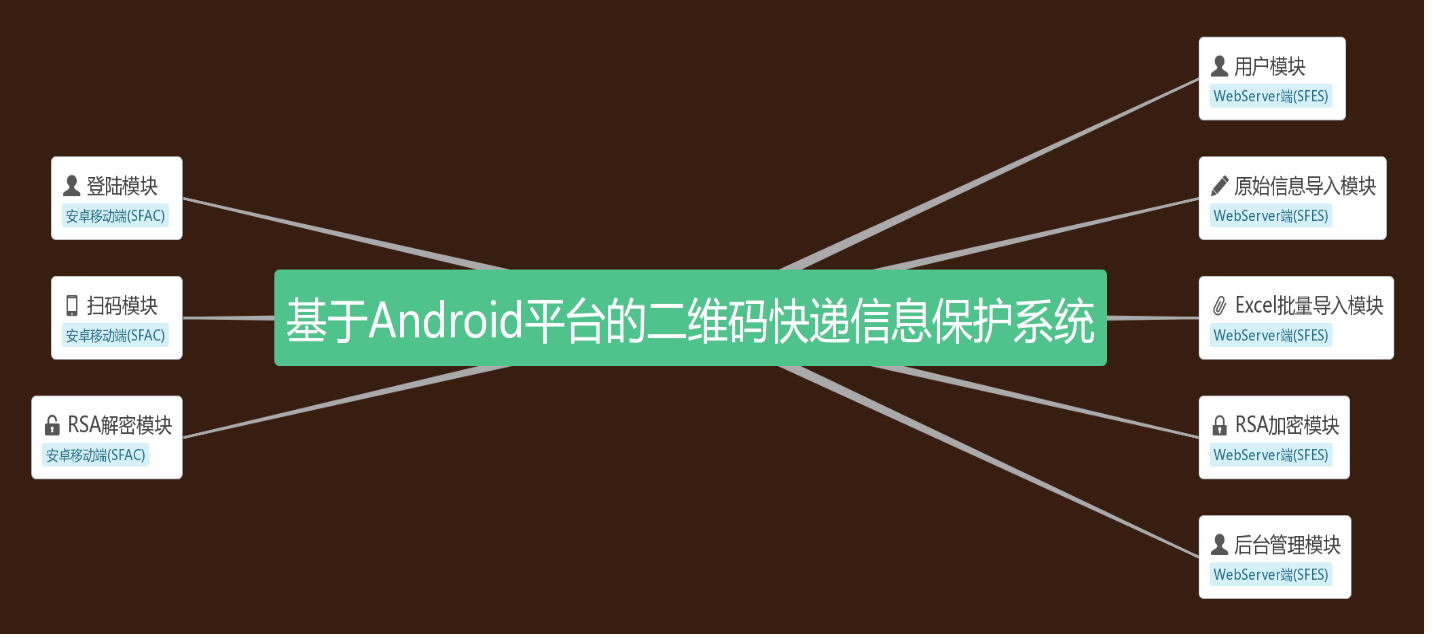 用户模块
WebServer端(SFES)
登陆模块
安卓移动端(SFAC)
原始信息导入模块
WebServer端(SFES)
扫码模块
安卓移动端(SFAC)
基于Android平台的二维码快递信息保护系统
Excel批量导入模块
WebServer端(SFES)
RSA解密模块
安卓移动端(SFAC)
RSA加密模块
WebServer端(SFES)
后台管理模块
WebServer端(SFES)